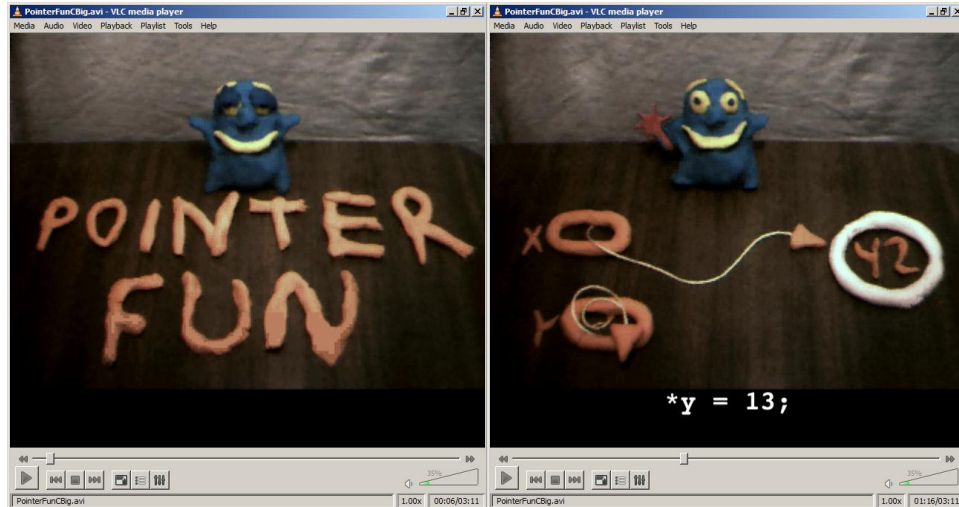 PointerFunCBig.avi - VLC media player
Media Audio Video Playback Playlist Tools Help
POINTER
FUN
35%
PointerFunCBig.avi
1.00x
00:06/03:11
PointerFunCBig.avi - VLC media player
Media Audio Video Playback Playlist Tools Help
X
42
Y
*y = 13;
35%
PointerFunCBig.avi
1.00x
01:16/03:11